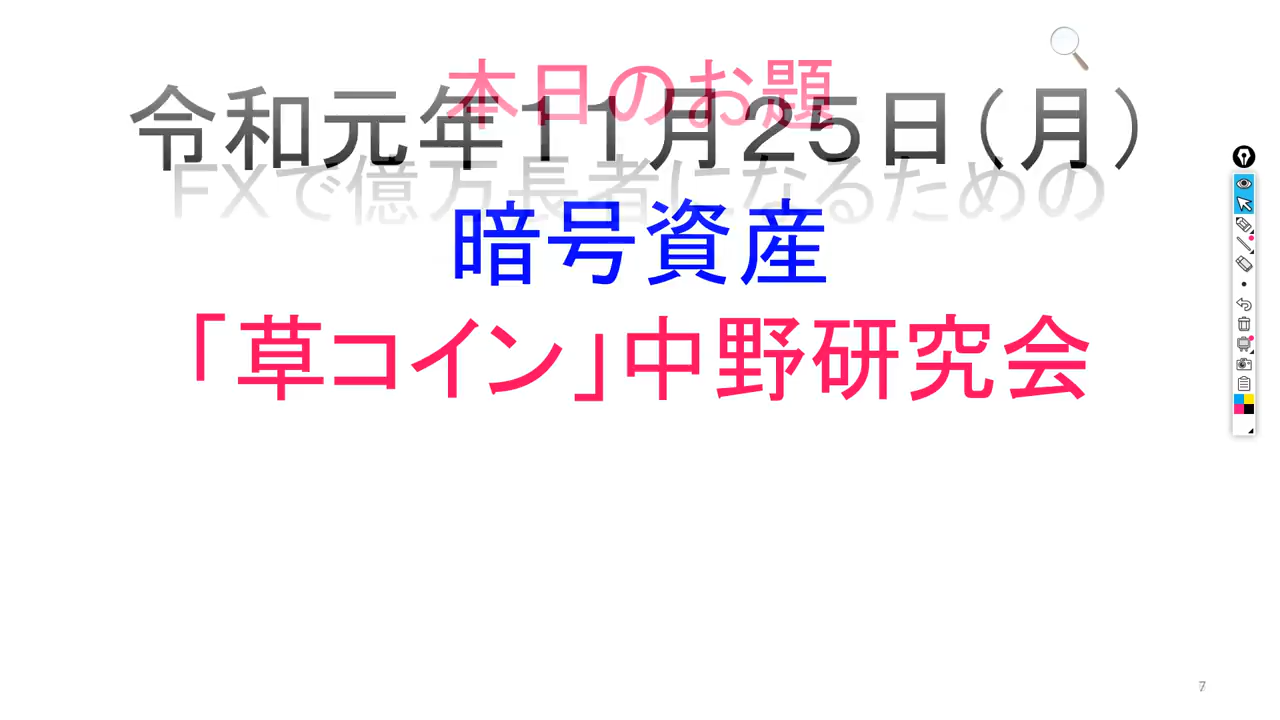 本日のお題
令和元年11月25日(月)
FXで億万長者になるための
暗号資産
「草コイン」中野研究会
7